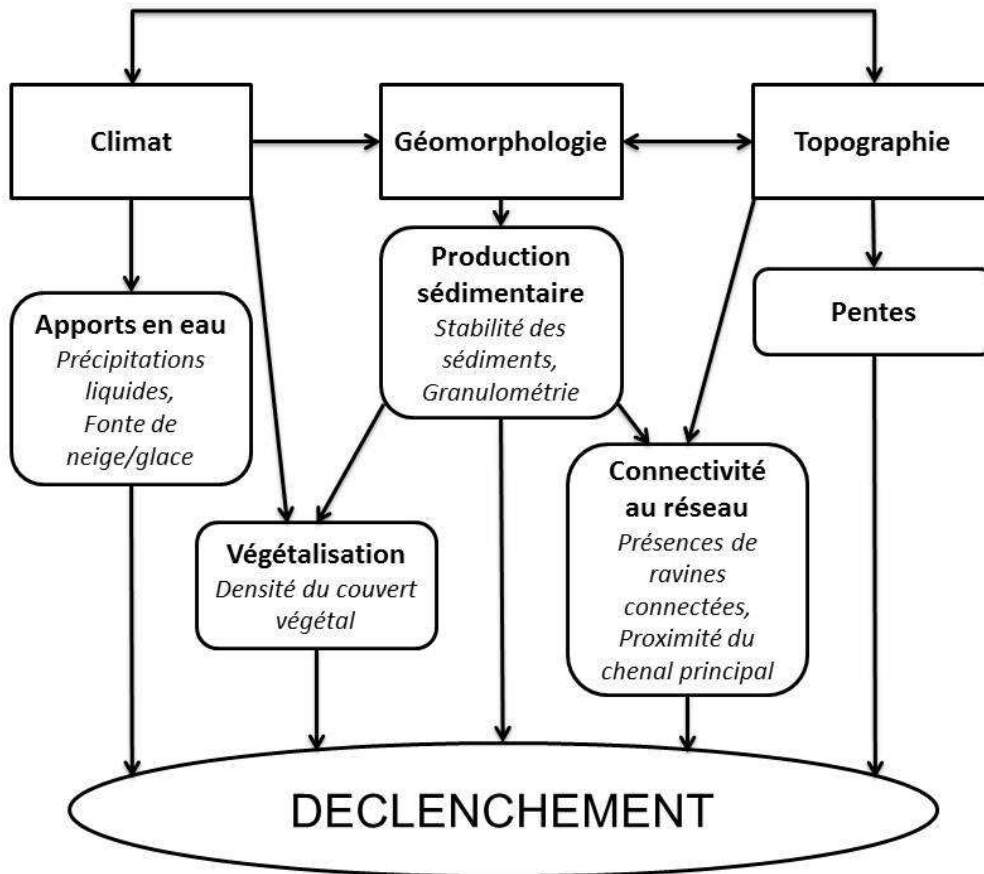 Climat
Géomorphologie
Topographie
Apports en eau
Précipitations
liquides,
Fonte de
neige/glace
Production
sédimentaire
Stabilité des
sédiments,
Granulométrie
Pentes
Végétalisation
Densité du couvert
végétal
Connectivité
au réseau
Présences de
ravines
connectées,
Proximité du
chenal principal
DECLENCHEMENT